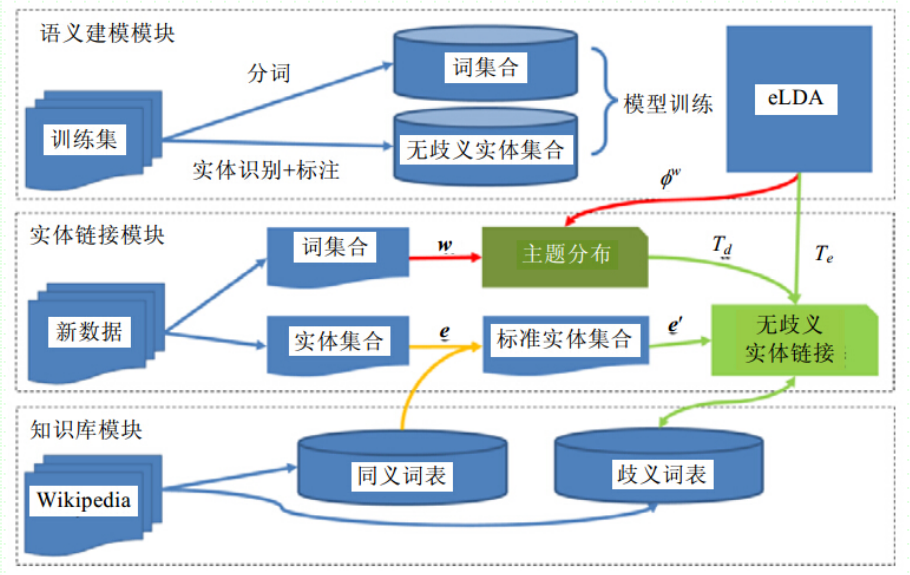 语义建模模块
分词
词集合
训练集
模型训练
eLDA
无歧义实体集合
实体识别+标注
ϕʷ
实体链接模块
词集合
w
主题分布
T_d
T_e
新数据
实体集合
e
标准实体集合
e′
无歧义
实体链接
知识库模块
Wikipedia
同义词表
歧义词表